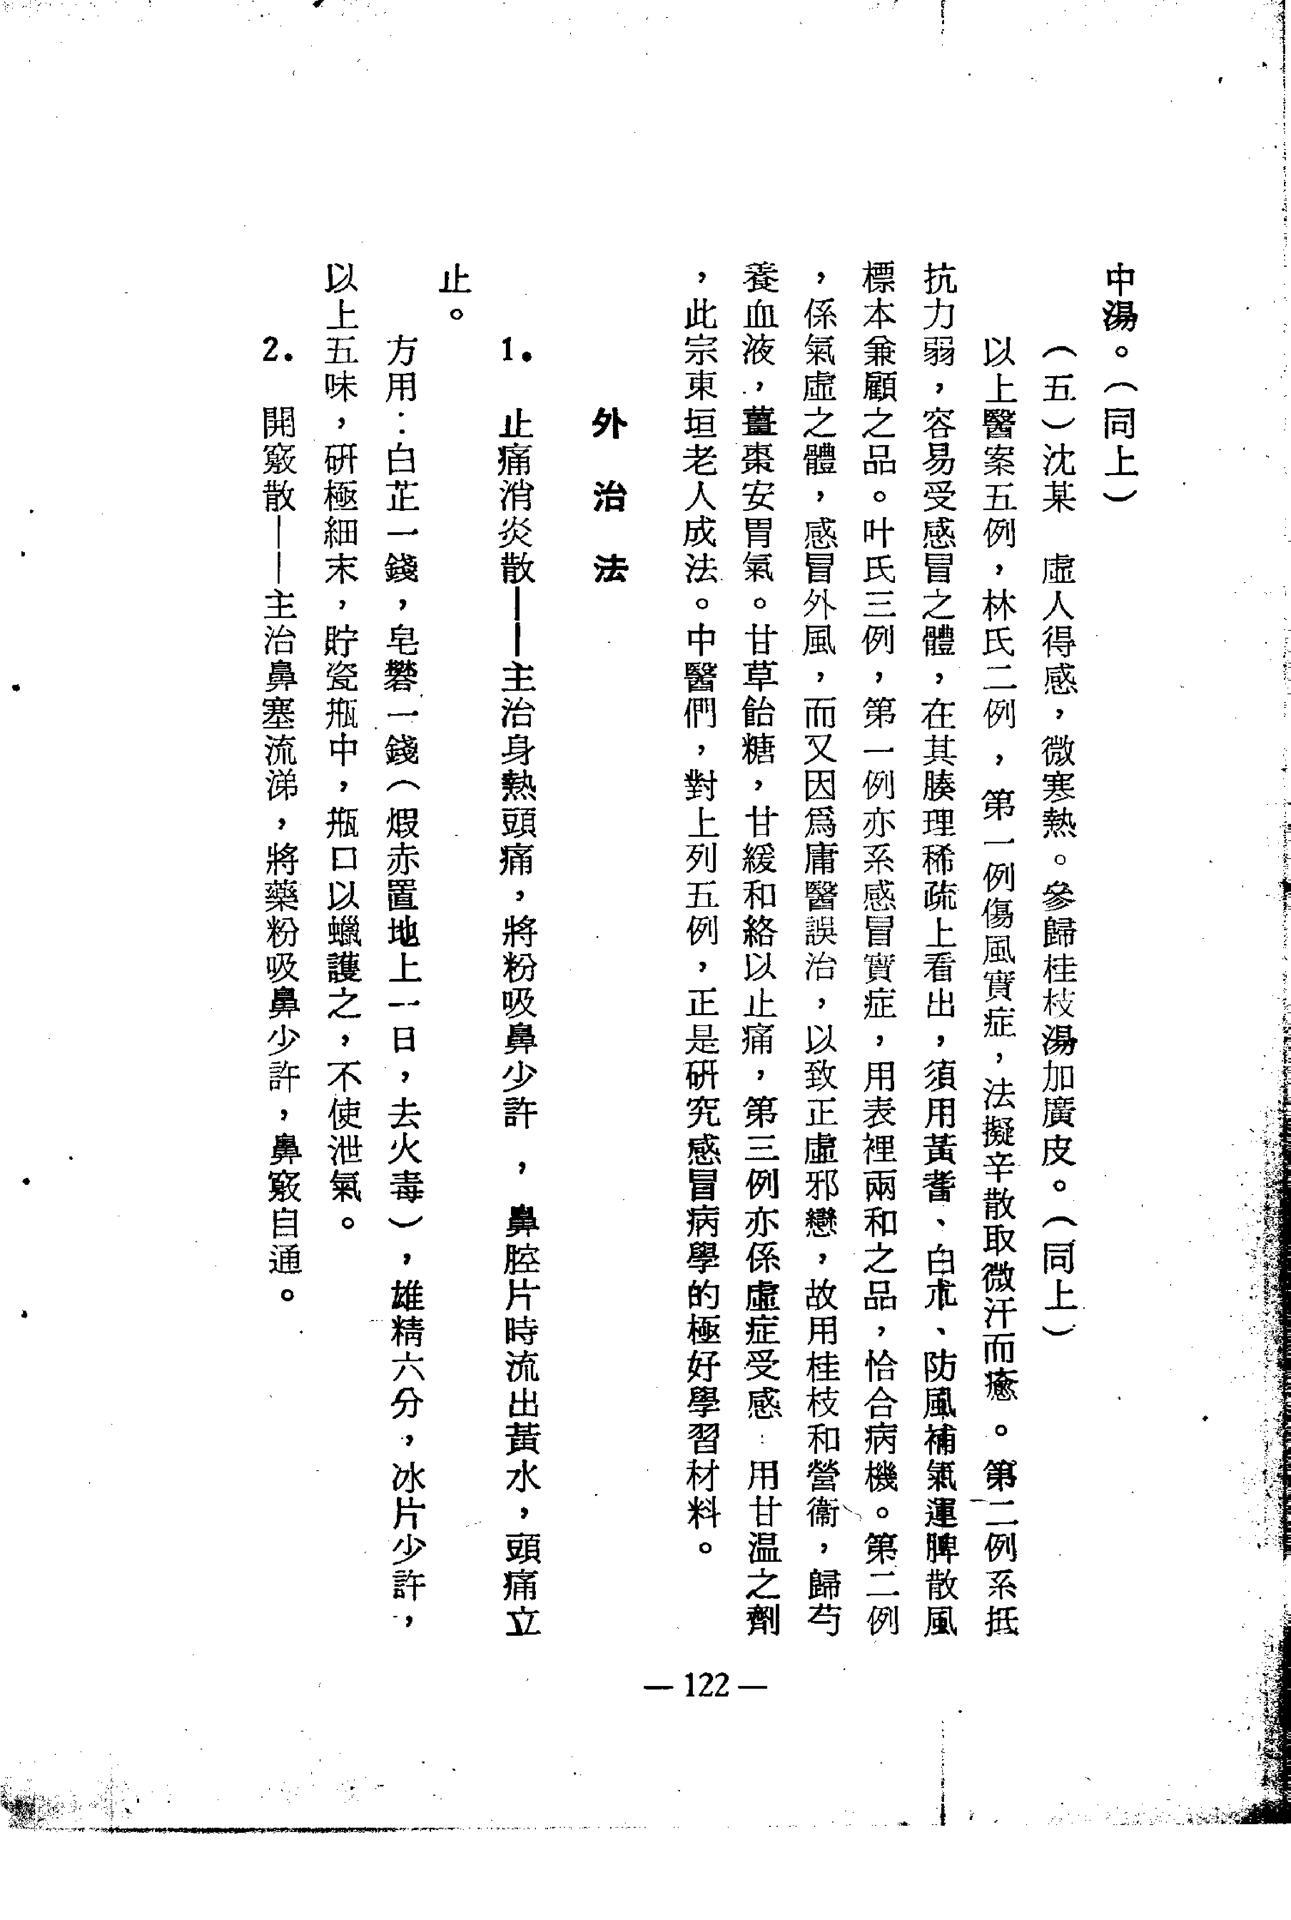 中湯。（同上）
（五）沈某　虛人得感，微寒熱。參歸桂枝湯加廣皮。（同上）
以上醫案五例，林氏二例，第一例傷風實症，法擬辛散取微汗而癒。第二例系抵
抗力弱，容易受感冒之體，在其腠理稀疏上看出，須用黃蓍、白朮、防風補氣運脾散風
標本兼顧之品。叶氏三例，第一例亦系感冒實症，用表裡兩和之品，恰合病機。第二例
，係氣虛之體，感冒外風，而又因爲庸醫誤治，以致正虛邪戀，故用桂枝和營衞，歸芍
養血液，薑棗安胃氣。甘草飴糖，甘緩和絡以止痛，第三例亦係虛症受感：用甘温之劑
，此宗東垣老人成法。中醫們，對上列五例，正是研究感冒病學的極好學習材料。
外治法
1. 止痛消炎散——主治身熱頭痛，將粉吸鼻少許，鼻腔片時流出黃水，頭痛立
止。
方用：白芷一錢，皂礬一錢（煆赤置地上一日，去火毒），雄精六分，冰片少許，
以上五味，研極細末，貯瓷瓶中，瓶口以蠟護之，不使泄氣。
2. 開竅散——主治鼻塞流涕，將藥粉吸鼻少許，鼻竅自通。
—122—